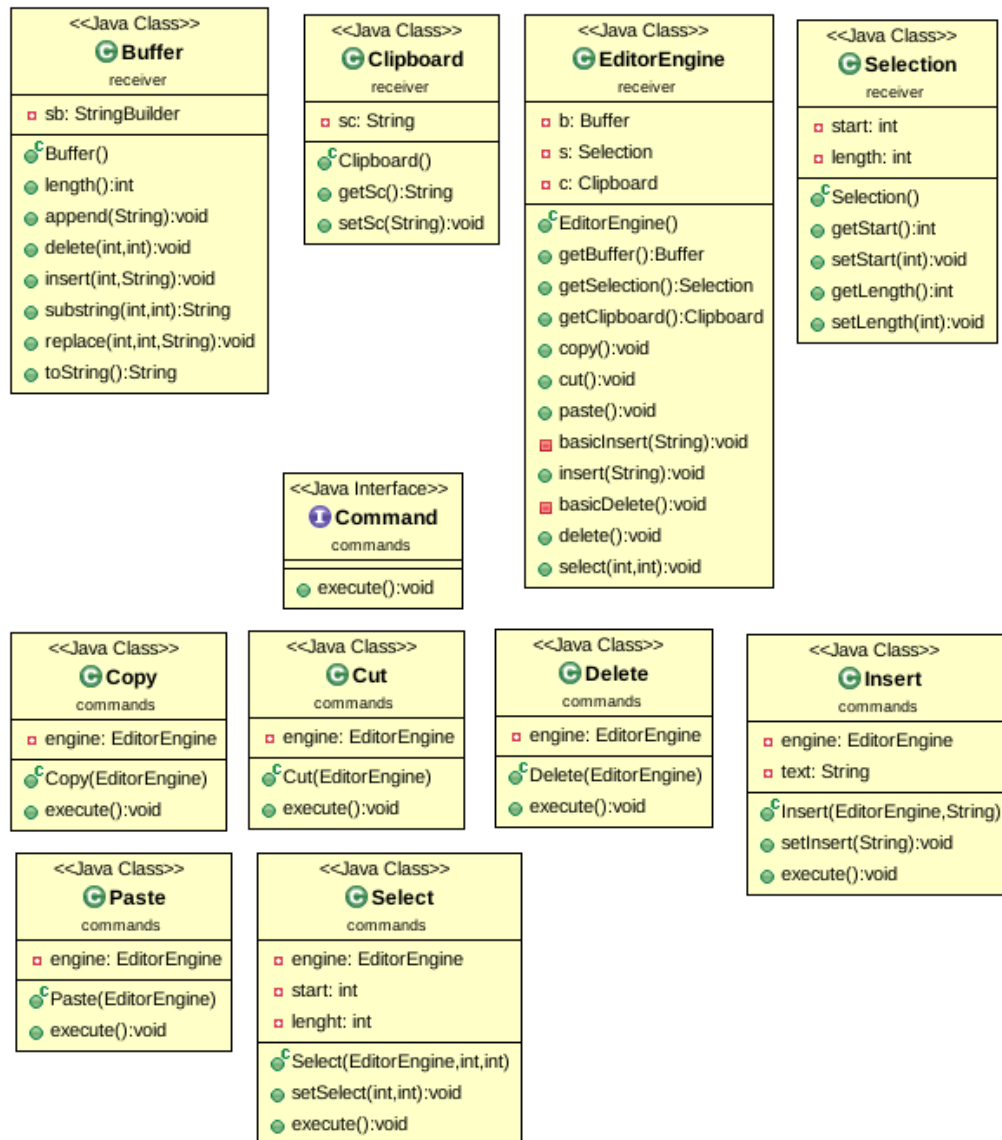 <<Java Class>>
Buffer
receiver
sb: StringBuilder
Buffer()
length():int
append(String):void
delete(int,int):void
insert(int,String):void
substring(int,int):String
replace(int,int,String):void
toString():String
<<Java Class>>
Clipboard
receiver
sc: String
Clipboard()
getSc():String
setSc(String):void
<<Java Class>>
EditorEngine
receiver
b: Buffer
s: Selection
c: Clipboard
EditorEngine()
getBuffer():Buffer
getSelection():Selection
getClipboard():Clipboard
copy():void
cut():void
paste():void
basicInsert(String):void
insert(String):void
basicDelete():void
delete():void
select(int,int):void
<<Java Class>>
Selection
receiver
start: int
length: int
Selection()
getStart():int
setStart(int):void
getLength():int
setLength(int):void
<<Java Interface>>
Command
commands
execute():void
<<Java Class>>
Copy
commands
engine: EditorEngine
Copy(EditorEngine)
execute():void
<<Java Class>>
Cut
commands
engine: EditorEngine
Cut(EditorEngine)
execute():void
<<Java Class>>
Delete
commands
engine: EditorEngine
Delete(EditorEngine)
execute():void
<<Java Class>>
Insert
commands
engine: EditorEngine
text: String
Insert(EditorEngine,String)
setInsert(String):void
execute():void
<<Java Class>>
Paste
commands
engine: EditorEngine
Paste(EditorEngine)
execute():void
<<Java Class>>
Select
commands
engine: EditorEngine
start: int
lenght: int
Select(EditorEngine,int,int)
setSelect(int,int):void
execute():void